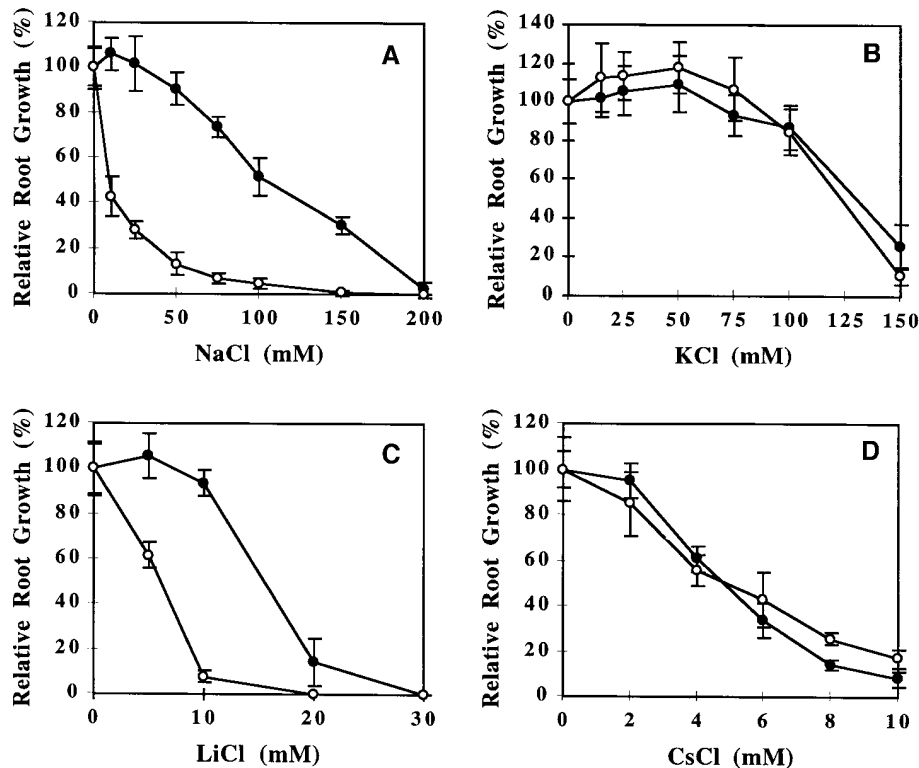 A
Relative Root Growth (%)
120
100
80
60
40
20
0
0 50 100 150 200
NaCl (mM)
B
Relative Root Growth (%)
140
120
100
80
60
40
20
0
0 25 50 75 100 125 150
KCl (mM)
C
Relative Root Growth (%)
120
100
80
60
40
20
0
0 10 20 30
LiCl (mM)
D
Relative Root Growth (%)
120
100
80
60
40
20
0
0 2 4 6 8 10
CsCl (mM)